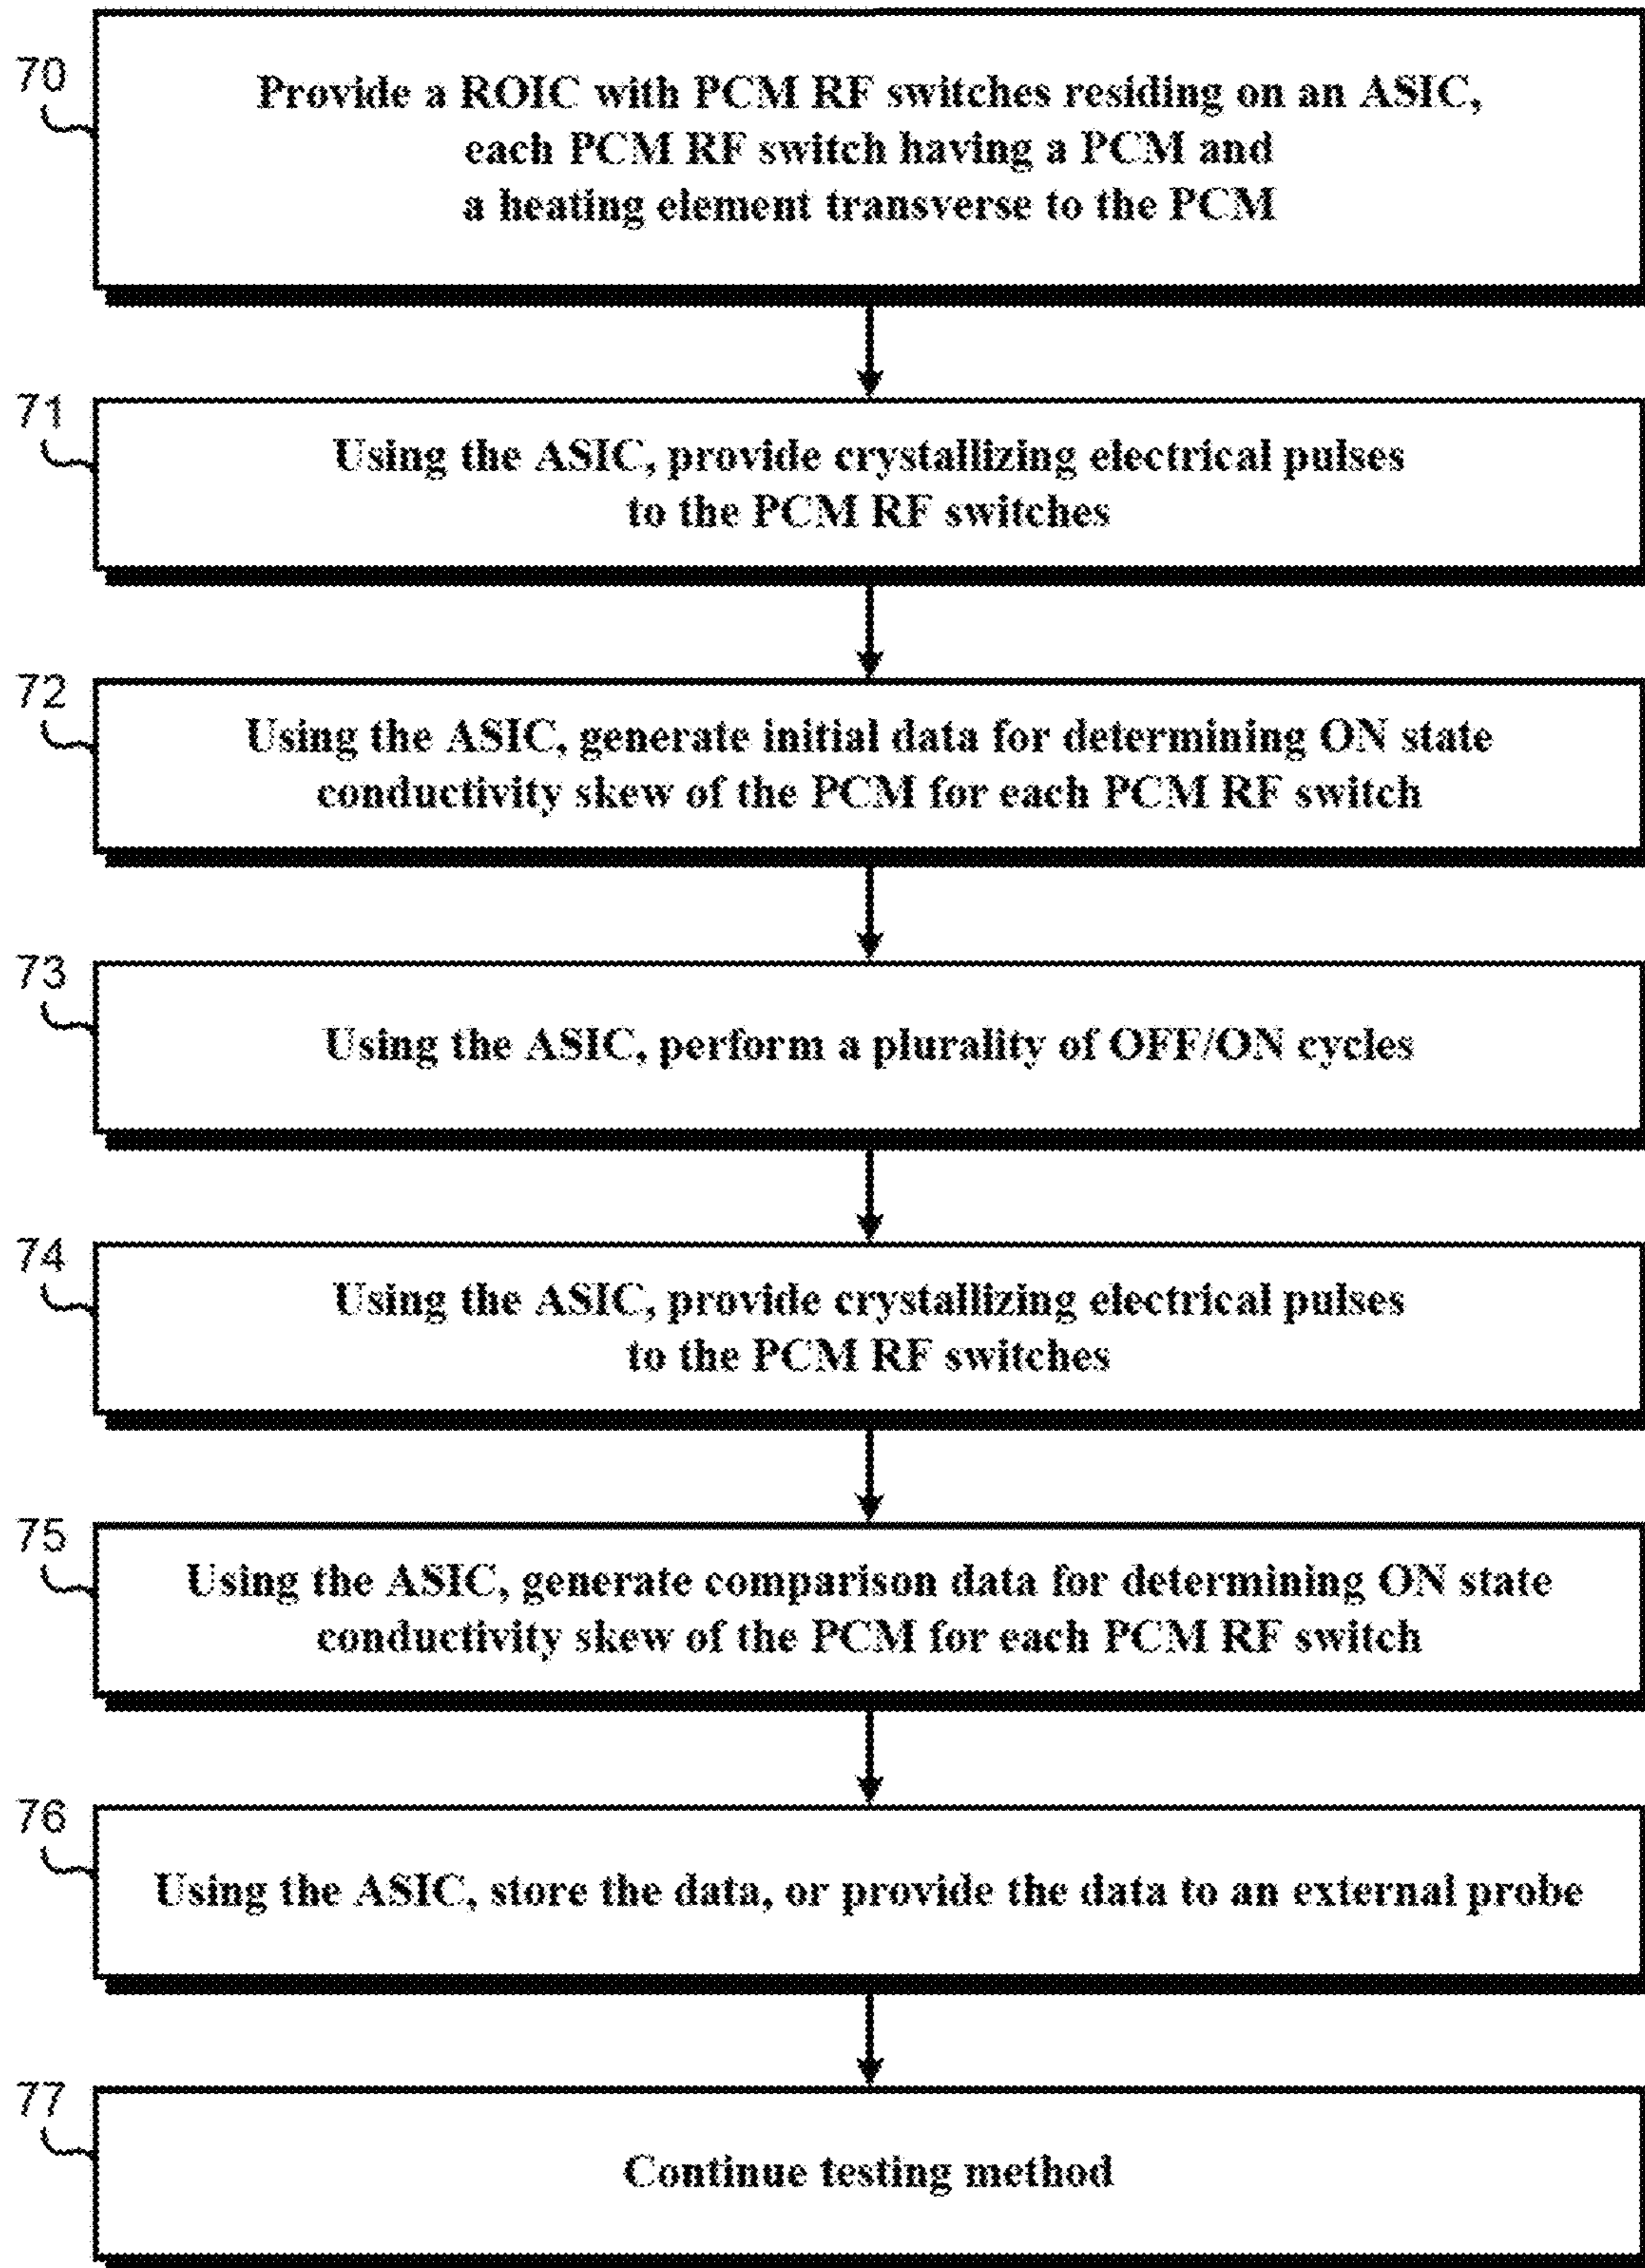 70
Provide a ROIC with PCM RF switches residing on an ASIC,
each PCM RF switch having a PCM and
a heating element transverse to the PCM
71
Using the ASIC, provide crystallizing electrical pulses
to the PCM RF switches
72
Using the ASIC, generate initial data for determining ON state
conductivity skew of the PCM for each PCM RF switch
73
Using the ASIC, perform a plurality of OFF/ON cycles
74
Using the ASIC, provide crystallizing electrical pulses
to the PCM RF switches
75
Using the ASIC, generate comparison data for determining ON state
conductivity skew of the PCM for each PCM RF switch
76
Using the ASIC, store the data, or provide the data to an external probe
77
Continue testing method